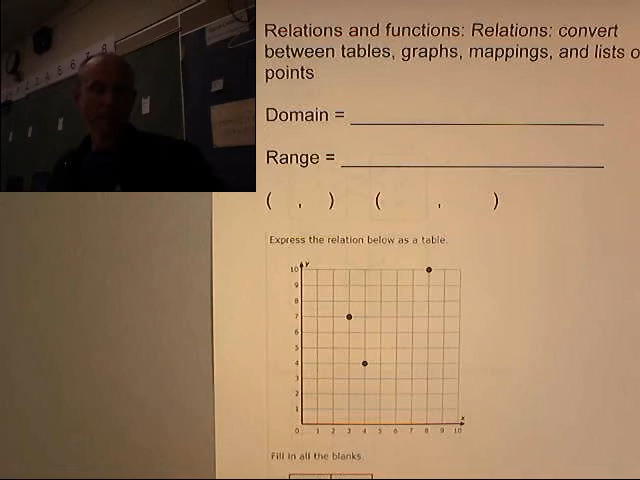 Relations and functions: Relations: convert
between tables, graphs, mappings, and lists o
points
Domain =
Range =
( , ) ( , )
Express the relation below as a table.
y
10
9
8
7
6
5
4
3
2
1
0 1 2 3 4 5 6 7 8 9 10
x
Fill in all the blanks.